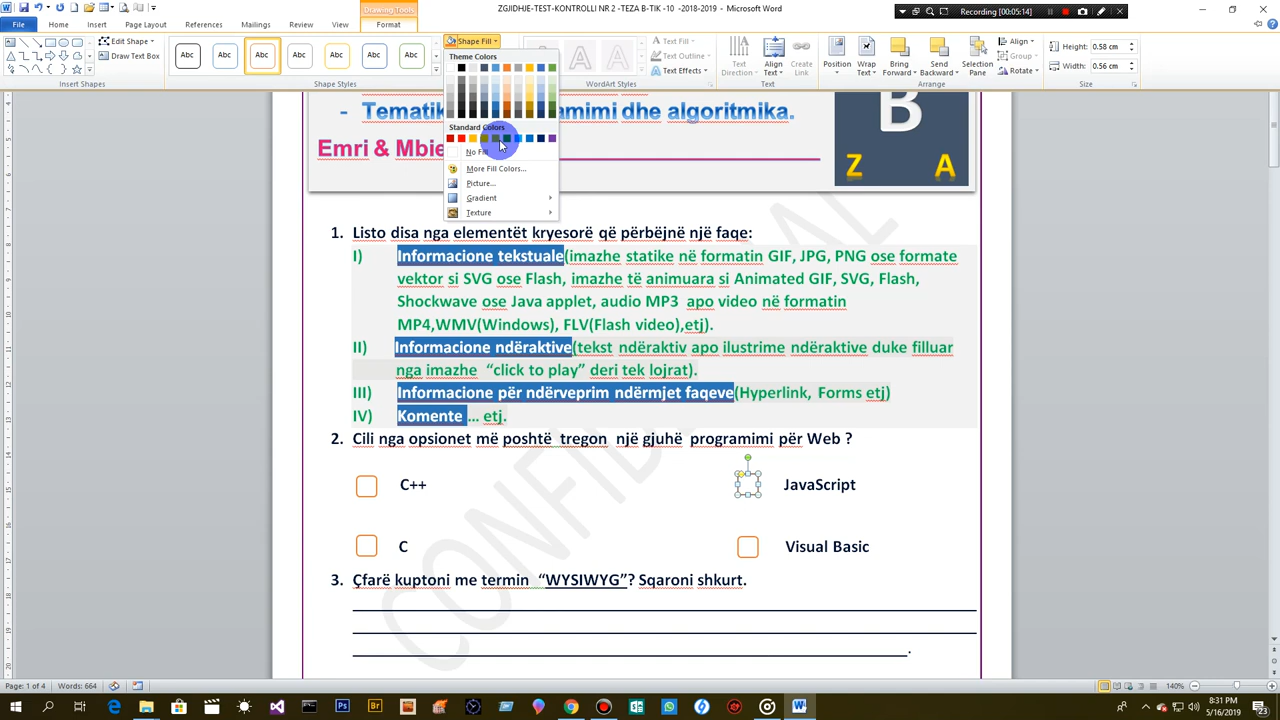 ZGJIDHJE-TEST-KONTROLLI NR 2 -TEZA B-TIK -10 -2018-2019 - Microsoft Word
Drawing Tools
Recording [00:05:14]
File Home Insert Page Layout References Mailings Review View Format
Edit Shape
Draw Text Box
Insert Shapes
Abc Abc Abc Abc Abc Abc Abc
Shape Styles
Shape Fill
Theme Colors
Standard Colors
No Fill
More Fill Colors...
Picture...
Gradient
Texture
WordArt Styles
Text Fill
Text Outline
Text Effects
Text Direction
Align Text
Create Link
Text
Position
Wrap Text
Bring Forward
Send Backward
Selection Pane
Align
Group
Rotate
Arrange
Height: 0.58 cm
Width: 0.56 cm
Size
algoritmika.
B
Z A
1. Listo disa nga elementët kryesorë që përbëjnë një faqe:
I) Informacione tekstuale(imazhe statike në formatin GIF, JPG, PNG ose formate
vektor si SVG ose Flash, imazhe të animuara si Animated GIF, SVG, Flash,
Shockwave ose Java applet, audio MP3 apo video në formatin
MP4,WMV(Windows), FLV(Flash video),etj).
II) Informacione ndëraktive(tekst ndëraktiv apo ilustrime ndëraktive duke filluar
nga imazhe “click to play” deri tek lojrat).
III) Informacione për ndërveprim ndërmjet faqeve(Hyperlink, Forms etj)
IV) Komente ... etj.
2. Cili nga opsionet më poshtë tregon një gjuhë programimi për Web ?
C++ JavaScript
C Visual Basic
3. Çfarë kuptoni me termin “WYSIWYG”? Sqaroni shkurt.
CONFIDENTIAL
Page: 1 of 4 Words: 664
140%
8:31 PM
5/16/2019